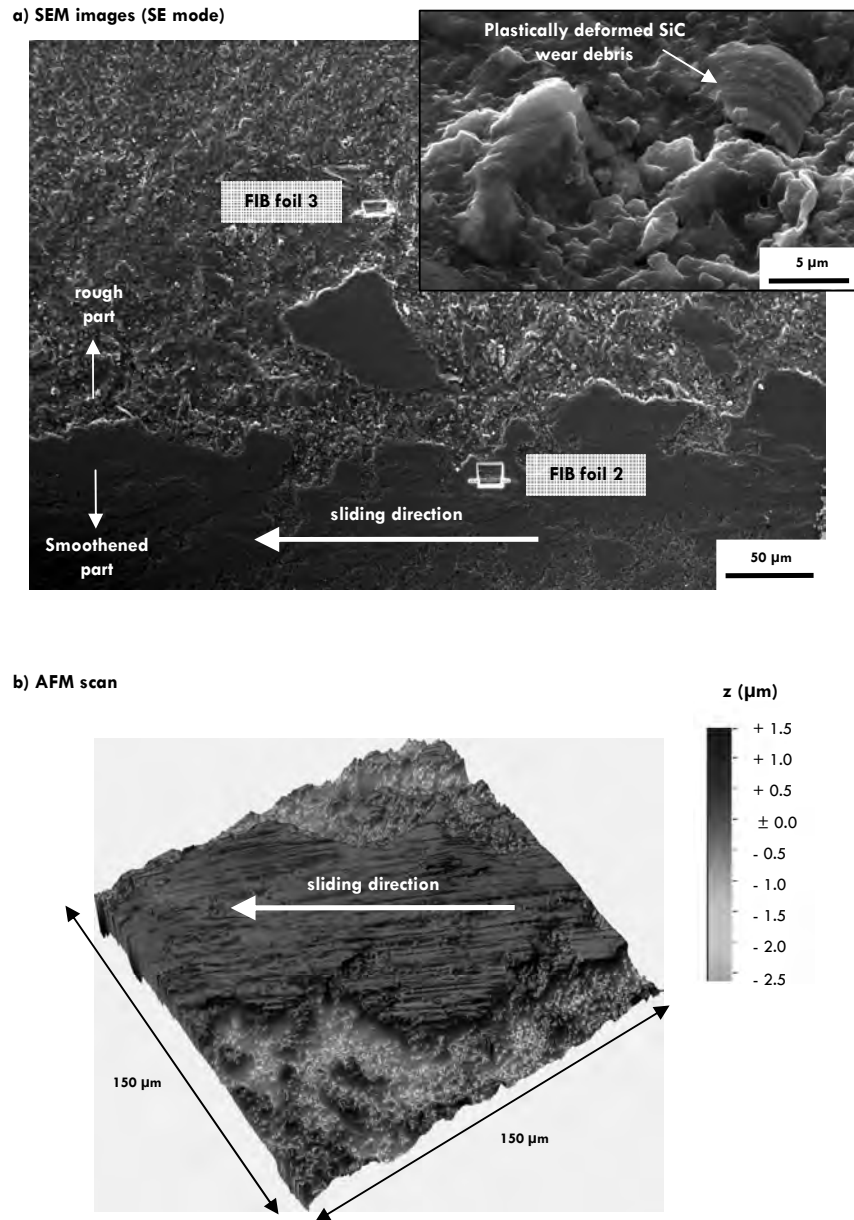 a) SEM images (SE mode)
Plastically deformed SiC
wear debris
FIB foil 3
5 µm
rough
part
FIB foil 2
sliding direction
Smoothened
part
50 µm
b) AFM scan
z (µm)
+ 1.5
+ 1.0
+ 0.5
± 0.0
- 0.5
- 1.0
- 1.5
- 2.0
- 2.5
sliding direction
150 µm
150 µm